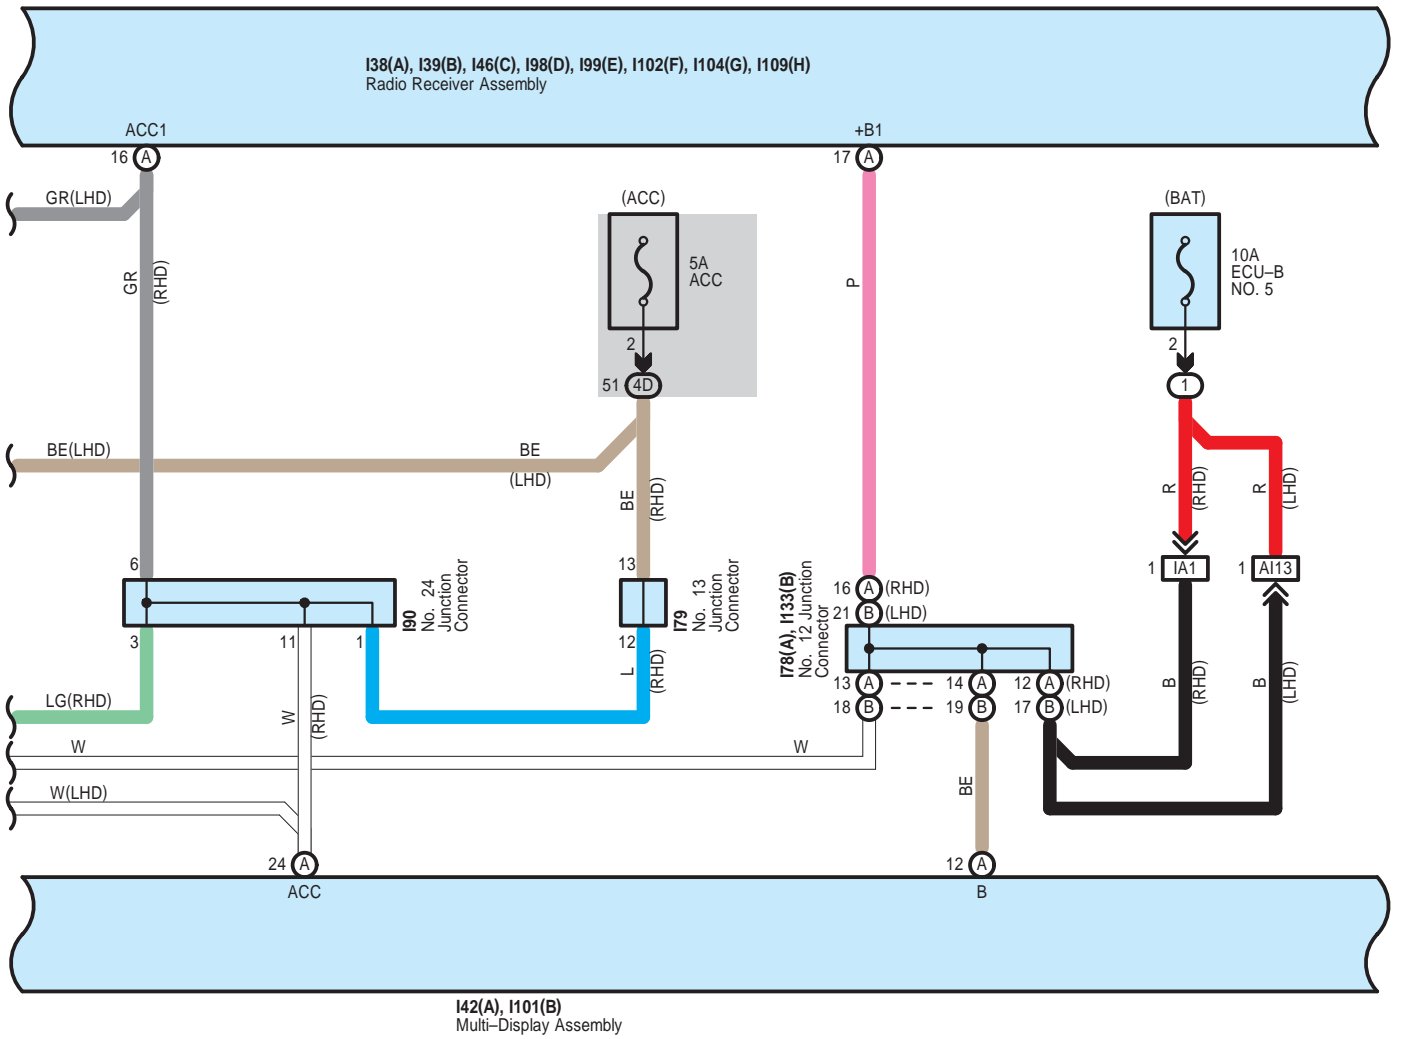 I38(A), I39(B), I46(C), I98(D), I99(E), I102(F), I104(G), I109(H)
Radio Receiver Assembly
ACC1
+B1
16 A
17 A
GR(LHD)
(ACC)
(BAT)
GR
(RHD)
5A
ACC
P
10A
ECU–B
NO. 5
2
2
51 4D
1
BE(LHD)
BE
(LHD)
BE
(RHD)
R
(RHD)
R
(LHD)
6
13
16 A (RHD)
21 B (LHD)
1 IA1
1 AI13
I90
No. 24
Junction
Connector
I79
No. 13
Junction
Connector
I78(A), I133(B)
No. 12 Junction
Connector
3
11
1
12
13 A
14 A
12 A (RHD)
18 B
19 B
17 B (LHD)
LG(RHD)
W
(RHD)
L
(RHD)
B
(RHD)
B
(LHD)
W
W
W(LHD)
BE
24 A
12 A
ACC
B
I42(A), I101(B)
Multi–Display Assembly